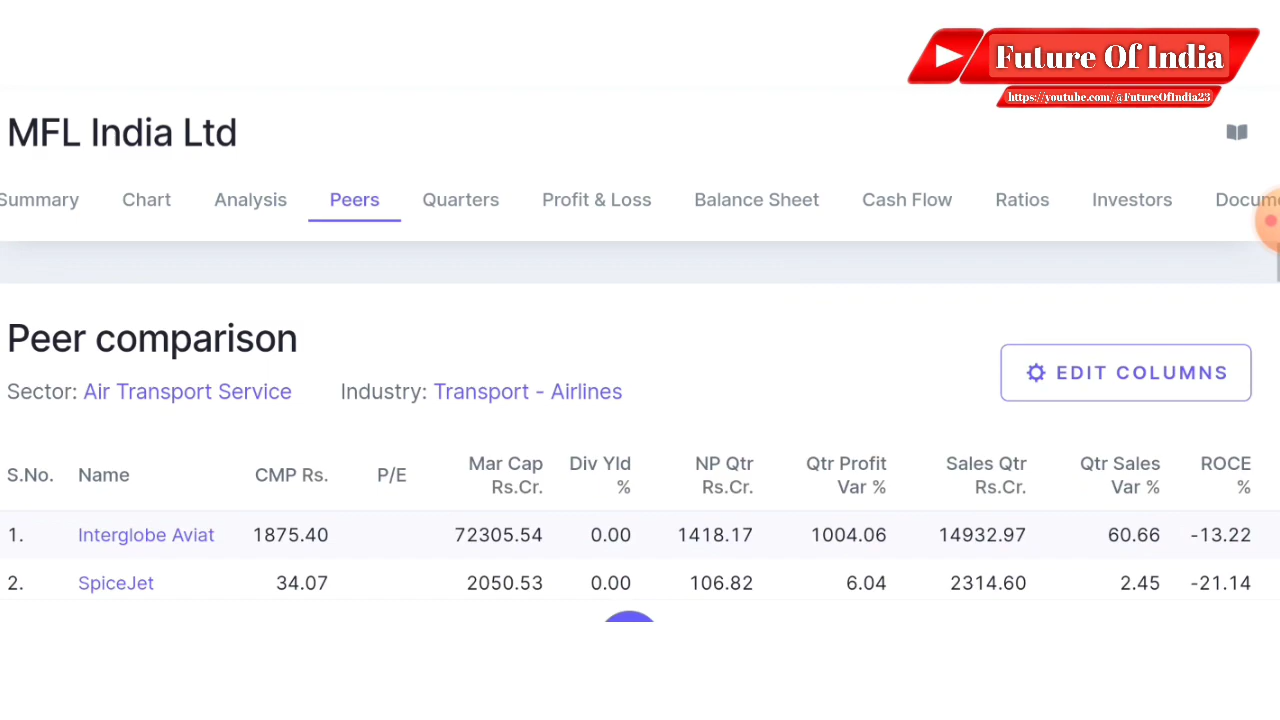 Future Of India
https://youtube.com/@FutureOfIndia23
MFL India Ltd
Summary Chart Analysis Peers Quarters Profit & Loss Balance Sheet Cash Flow Ratios Investors Docume
Peer comparison
EDIT COLUMNS
Sector: Air Transport Service Industry: Transport - Airlines
S.No. Name CMP Rs. P/E Mar Cap Rs.Cr. Div Yld % NP Qtr Rs.Cr. Qtr Profit Var % Sales Qtr Rs.Cr. Qtr Sales Var % ROCE %
1. Interglobe Aviat 1875.40 72305.54 0.00 1418.17 1004.06 14932.97 60.66 -13.22
2. SpiceJet 34.07 2050.53 0.00 106.82 6.04 2314.60 2.45 -21.14